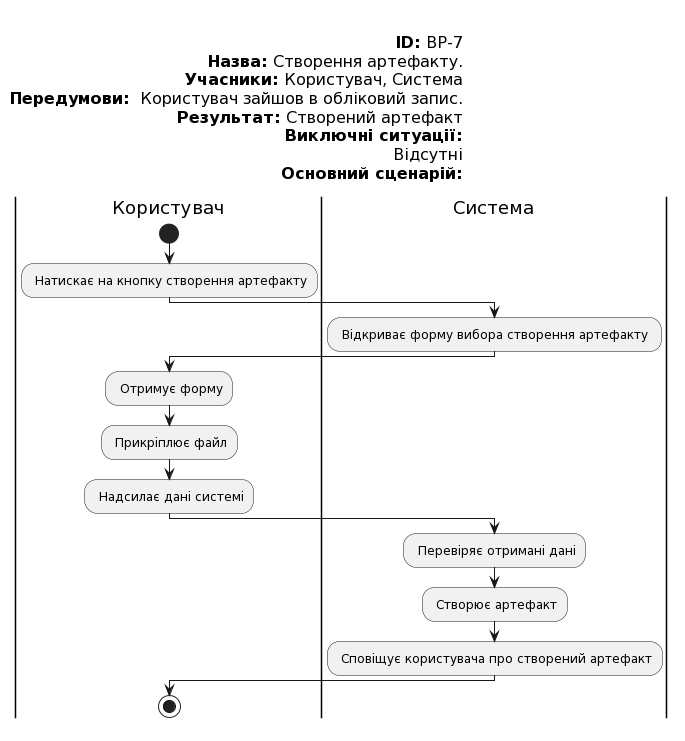 ID: BP-7
Назва: Створення артефакту.
Учасники: Користувач, Система
Передумови: Користувач зайшов в обліковий запис.
Результат: Створений артефакт
Виключні ситуації:
Відсутні
Основний сценарій:
Користувач
Система
Натискає на кнопку створення артефакту
Відкриває форму вибора створення артефакту
Отримує форму
Прикріплює файл
Надсилає дані системі
Перевіряє отримані дані
Створює артефакт
Сповіщує користувача про створений артефакт